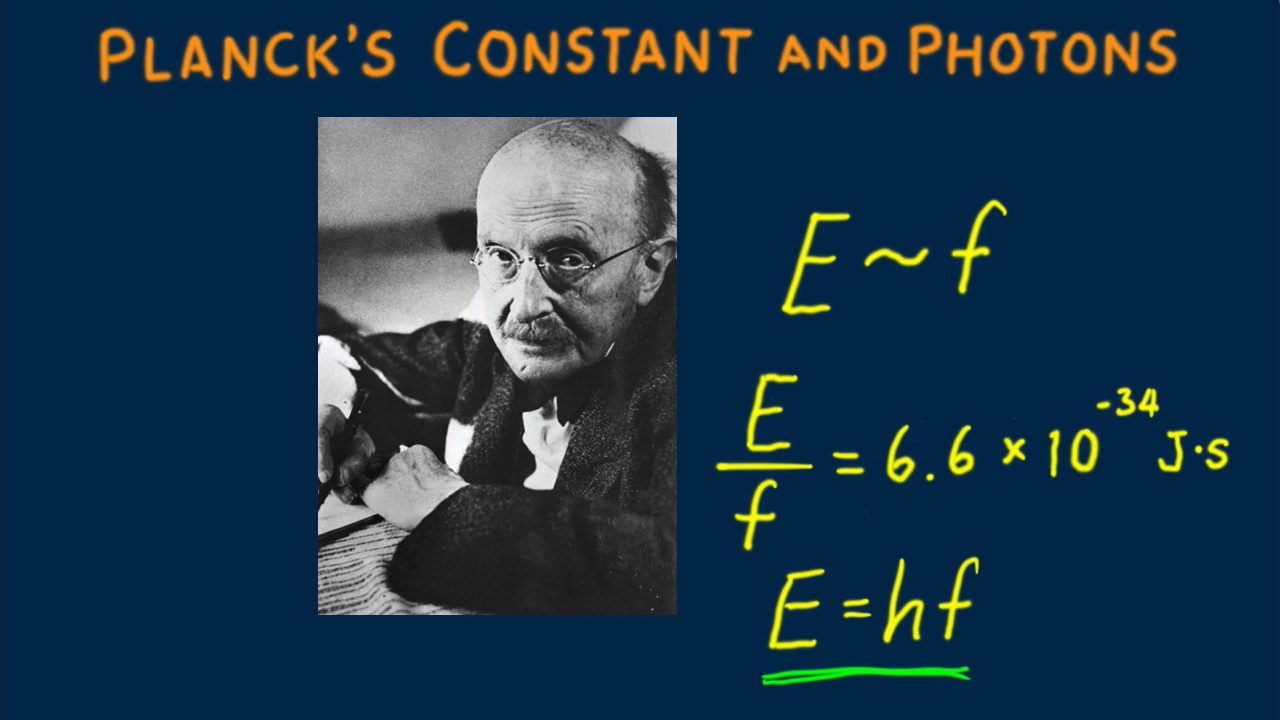 PLANCK'S CONSTANT AND PHOTONS
E ~ f
E/f = 6.6 × 10⁻³⁴ J·s
E = hf